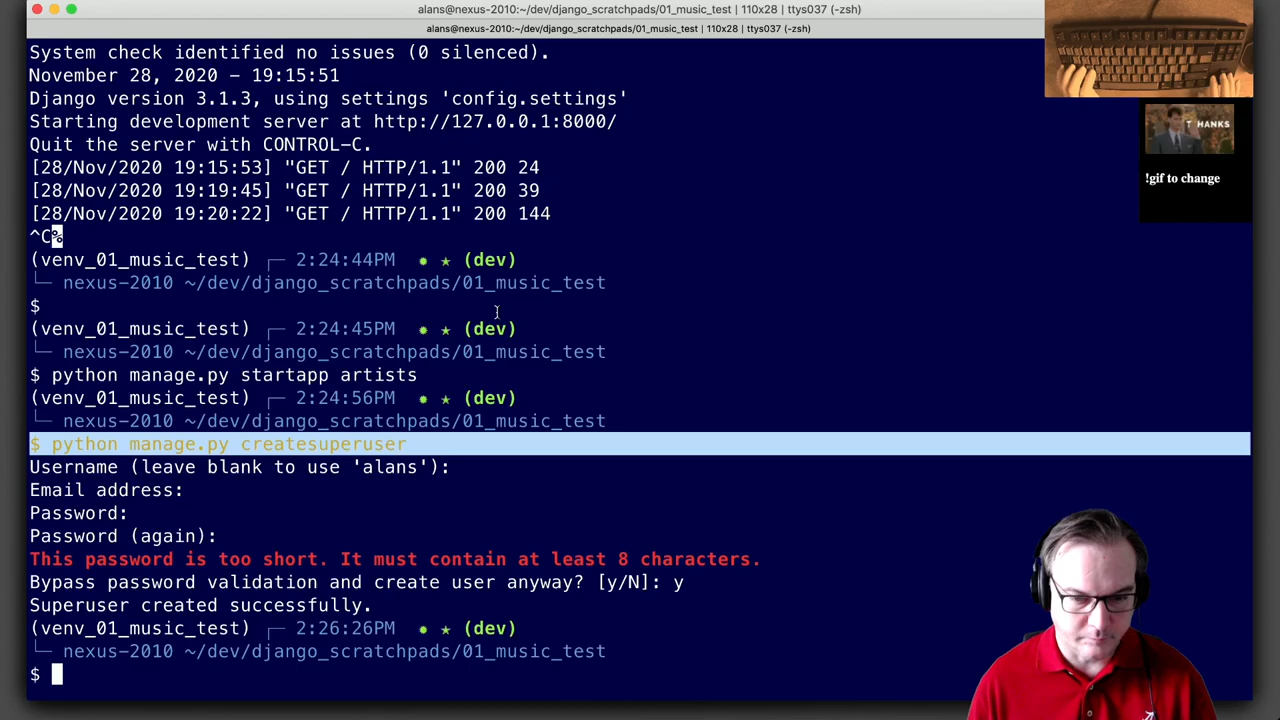 alans@nexus-2010:~/dev/django_scratchpads/01_music_test | 110x28 | ttys037 (-zsh)
alans@nexus-2010:~/dev/django_scratchpads/01_music_test | 110x28 | ttys037 (-zsh)
System check identified no issues (0 silenced).
November 28, 2020 - 19:15:51
Django version 3.1.3, using settings 'config.settings'
Starting development server at http://127.0.0.1:8000/
Quit the server with CONTROL-C.
[28/Nov/2020 19:15:53] "GET / HTTP/1.1" 200 24
[28/Nov/2020 19:19:45] "GET / HTTP/1.1" 200 39
[28/Nov/2020 19:20:22] "GET / HTTP/1.1" 200 144
^C%
(venv_01_music_test) ┌─ 2:24:44PM ✹ ★ (dev)
└─ nexus-2010 ~/dev/django_scratchpads/01_music_test
$
(venv_01_music_test) ┌─ 2:24:45PM ✹ ★ (dev)
└─ nexus-2010 ~/dev/django_scratchpads/01_music_test
$ python manage.py startapp artists
(venv_01_music_test) ┌─ 2:24:56PM ✹ ★ (dev)
└─ nexus-2010 ~/dev/django_scratchpads/01_music_test
$ python manage.py createsuperuser
Username (leave blank to use 'alans'):
Email address:
Password:
Password (again):
This password is too short. It must contain at least 8 characters.
Bypass password validation and create user anyway? [y/N]: y
Superuser created successfully.
(venv_01_music_test) ┌─ 2:26:26PM ✹ ★ (dev)
└─ nexus-2010 ~/dev/django_scratchpads/01_music_test
$
T HANKS
!gif to change